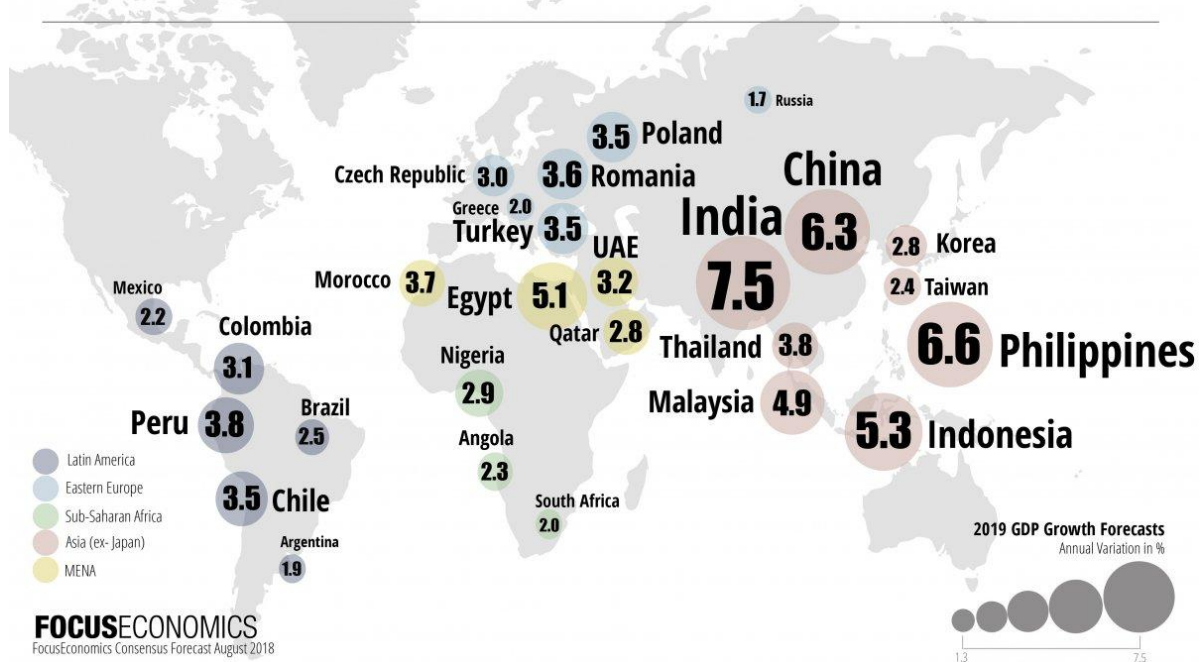 1.7 Russia
3.5 Poland
Czech Republic 3.0
3.6 Romania
China
6.3
Greece 2.0
Turkey 3.5
India
7.5
UAE
3.2
2.8 Korea
Morocco 3.7
Egypt 5.1
2.4 Taiwan
Mexico
2.2
Qatar 2.8
Colombia
3.1
Thailand 3.8
6.6 Philippines
Nigeria
2.9
Malaysia 4.9
Peru 3.8
Brazil
2.5
5.3 Indonesia
Angola
2.3
3.5 Chile
South Africa
2.0
Argentina
1.9
Latin America
Eastern Europe
Sub-Saharan Africa
Asia (ex- Japan)
MENA
2019 GDP Growth Forecasts
Annual Variation in %
1.3 7.5
FOCUSECONOMICS
FocusEconomics Consensus Forecast August 2018